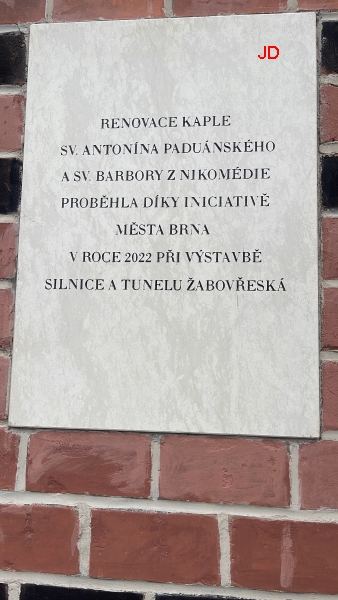 JD
RENOVACE KAPLE
SV. ANTONÍNA PADUÁNSKÉHO
A SV. BARBORY Z NIKOMÉDIE
PROBĚHLA DÍKY INICIATIVĚ
MĚSTA BRNA
V ROCE 2022 PŘI VÝSTAVBĚ
SILNICE A TUNELU ŽABOVŘESKÁ